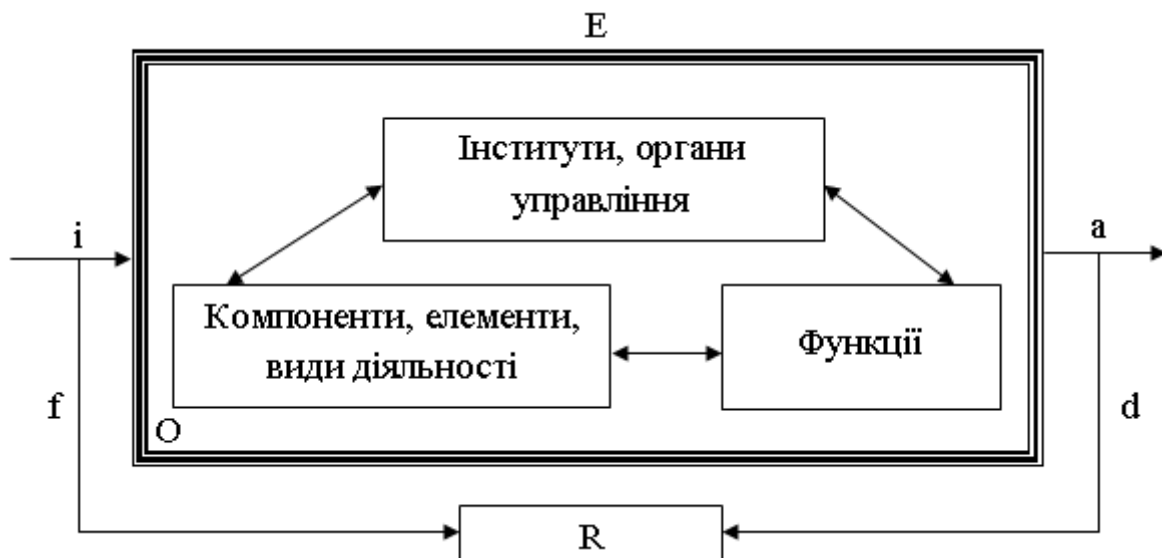 E
Інститути, органи
управління
i
a
Компоненти, елементи,
види діяльності
Функції
f
d
O
R